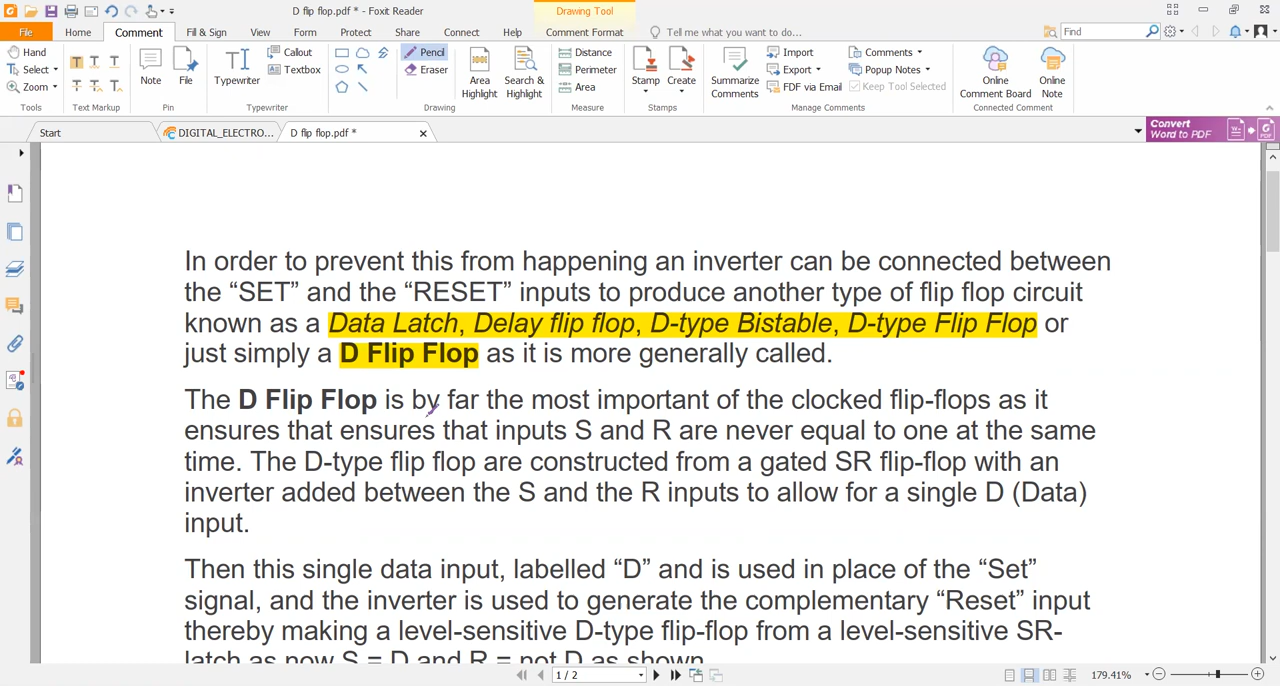 D flip flop.pdf * - Foxit Reader
Drawing Tool
File Home Comment Fill & Sign View Form Protect Share Connect Help Comment Format Tell me what you want to do... Find
Hand
Select
Zoom
Tools
T T T
T T T
Text Markup
Note
File
Pin
Typewriter
Callout
Textbox
Typewriter
Pencil
Eraser
Drawing
Area Highlight
Search & Highlight
Distance
Perimeter
Area
Measure
Stamp
Create
Stamps
Summarize Comments
Import
Export
FDF via Email
Comments
Popup Notes
Keep Tool Selected
Manage Comments
Online Comment Board
Online Note
Connected Comment
Start DIGITAL_ELECTRO... D flip flop.pdf *
Convert
Word to PDF
In order to prevent this from happening an inverter can be connected between
the “SET” and the “RESET” inputs to produce another type of flip flop circuit
known as a Data Latch, Delay flip flop, D-type Bistable, D-type Flip Flop or
just simply a D Flip Flop as it is more generally called.
The D Flip Flop is by far the most important of the clocked flip-flops as it
ensures that ensures that inputs S and R are never equal to one at the same
time. The D-type flip flop are constructed from a gated SR flip-flop with an
inverter added between the S and the R inputs to allow for a single D (Data)
input.
Then this single data input, labelled “D” and is used in place of the “Set”
signal, and the inverter is used to generate the complementary “Reset” input
thereby making a level-sensitive D-type flip-flop from a level-sensitive SR-
latch as now S = D and R = not D as shown
1 / 2
179.41%